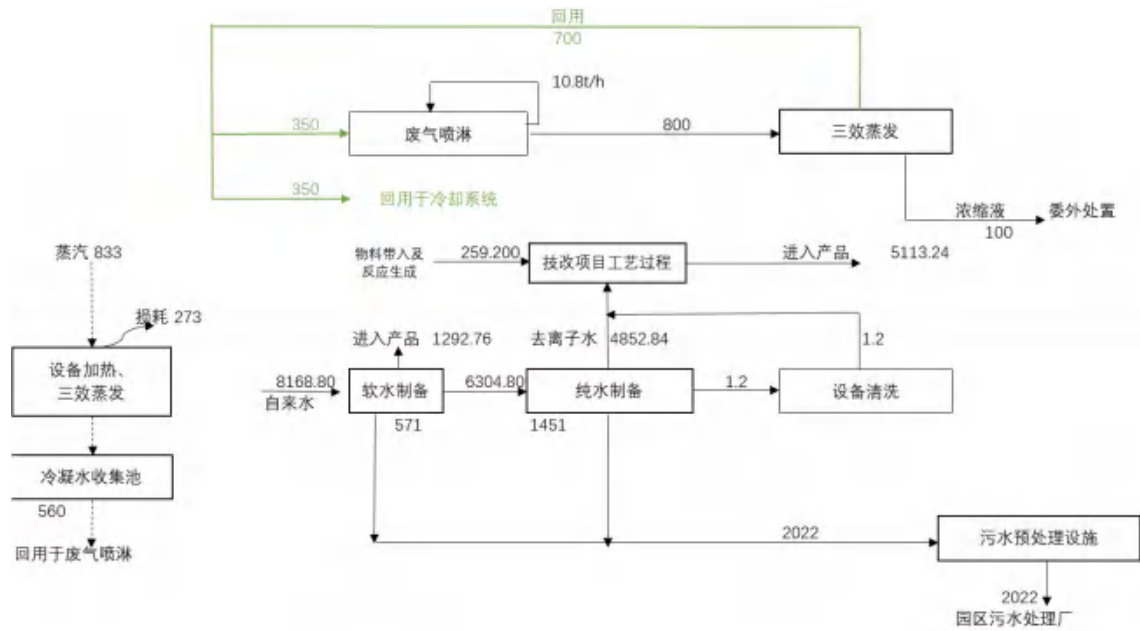 回用
700
10.8t/h
350
废气喷淋
800
三效蒸发
350
回用于冷却系统
浓缩液
100
委外处置
蒸汽 833
物料带入及
反应生成
259.200
技改项目工艺过程
进入产品
5113.24
损耗 273
进入产品 1292.76
去离子水 4852.84
1.2
设备加热、
三效蒸发
8168.80
自来水
软水制备
6304.80
纯水制备
1.2
设备清洗
571
1451
冷凝水收集池
560
回用于废气喷淋
2022
污水预处理设施
2022
园区污水处理厂